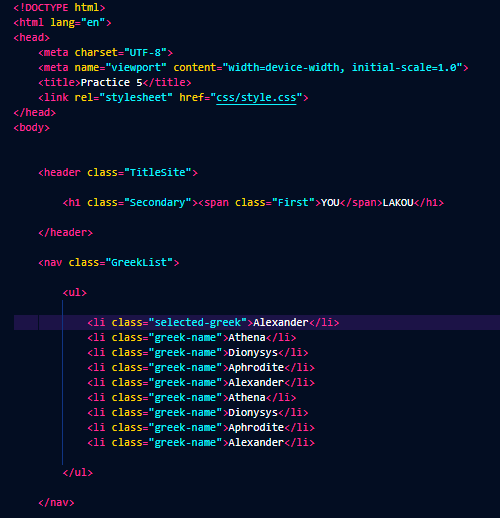 <!DOCTYPE html>
<html lang="en">
<head>
<meta charset="UTF-8">
<meta name="viewport" content="width=device-width, initial-scale=1.0">
<title>Practice 5</title>
<link rel="stylesheet" href="css/style.css">
</head>
<body>
<header class="TitleSite">
<h1 class="Secondary"><span class="First">YOU</span>LAKOU</h1>
</header>
<nav class="GreekList">
<ul>
<li class="selected-greek">Alexander</li>
<li class="greek-name">Athena</li>
<li class="greek-name">Dionysys</li>
<li class="greek-name">Aphrodite</li>
<li class="greek-name">Alexander</li>
<li class="greek-name">Athena</li>
<li class="greek-name">Dionysys</li>
<li class="greek-name">Aphrodite</li>
<li class="greek-name">Alexander</li>
</ul>
</nav>